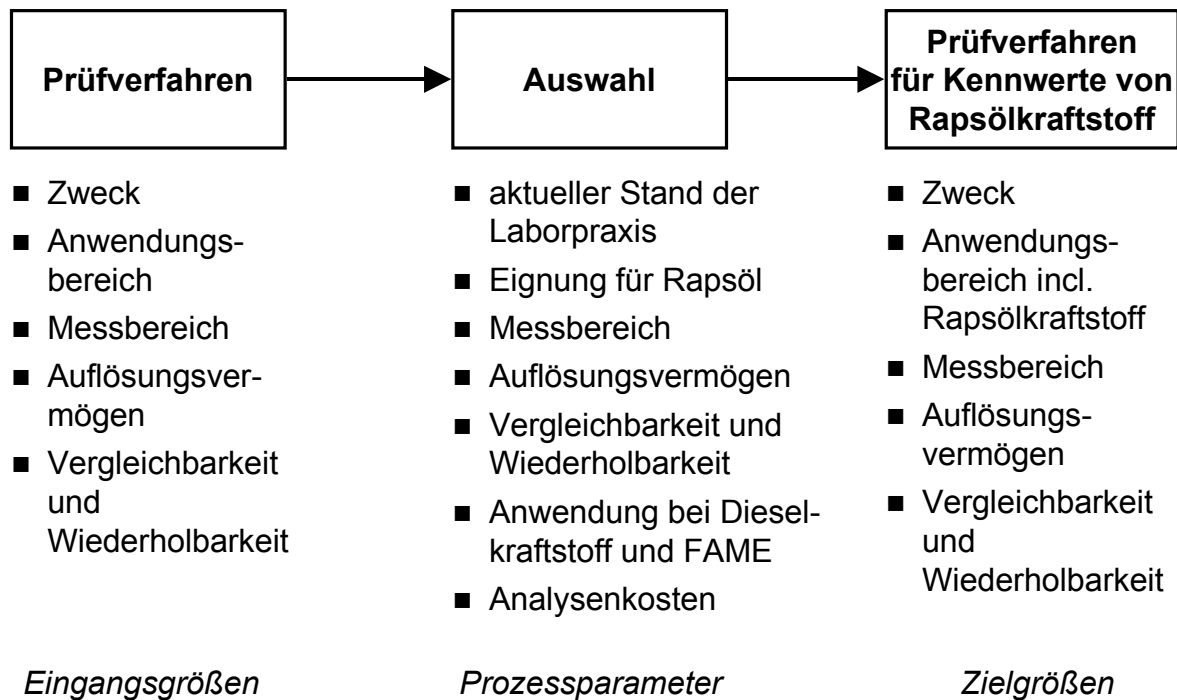 Prüfverfahren
Auswahl
Prüfverfahren
für Kennwerte von
Rapsölkraftstoff
■ Zweck
■ Anwendungs-
bereich
■ Messbereich
■ Auflösungsver-
mögen
■ Vergleichbarkeit
und
Wiederholbarkeit
■ aktueller Stand der
Laborpraxis
■ Eignung für Rapsöl
■ Messbereich
■ Auflösungsvermögen
■ Vergleichbarkeit und
Wiederholbarkeit
■ Anwendung bei Diesel-
kraftstoff und FAME
■ Analysenkosten
■ Zweck
■ Anwendungs-
bereich incl.
Rapsölkraftstoff
■ Messbereich
■ Auflösungs-
vermögen
■ Vergleichbarkeit
und
Wiederholbarkeit
Eingangsgrößen
Prozessparameter
Zielgrößen